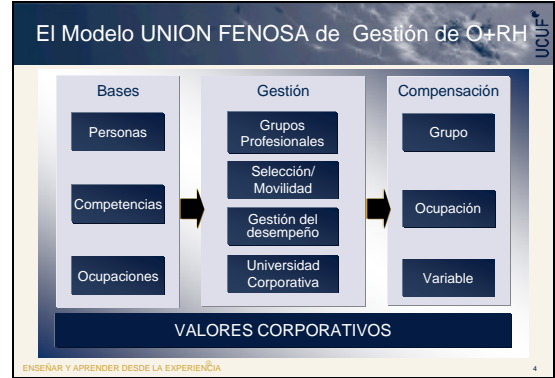 El Modelo UNION FENOSA de Gestión de O+RH
UCUF
Bases
Personas
Competencias
Ocupaciones
Gestión
Grupos
Profesionales
Selección/
Movilidad
Gestión del
desempeño
Universidad
Corporativa
Compensación
Grupo
Ocupación
Variable
VALORES CORPORATIVOS
ENSEÑAR Y APRENDER DESDE LA EXPERIENCIA
®
4